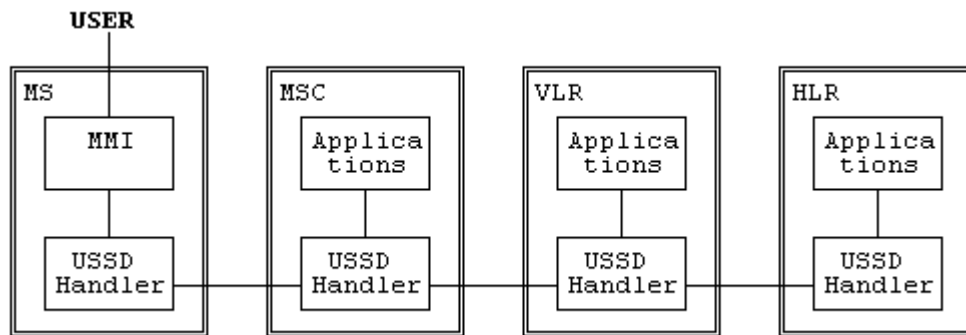 USER
MS
MSC
VLR
HLR
MMI
Applica
tions
Applica
tions
Applica
tions
USSD
Handler
USSD
Handler
USSD
Handler
USSD
Handler